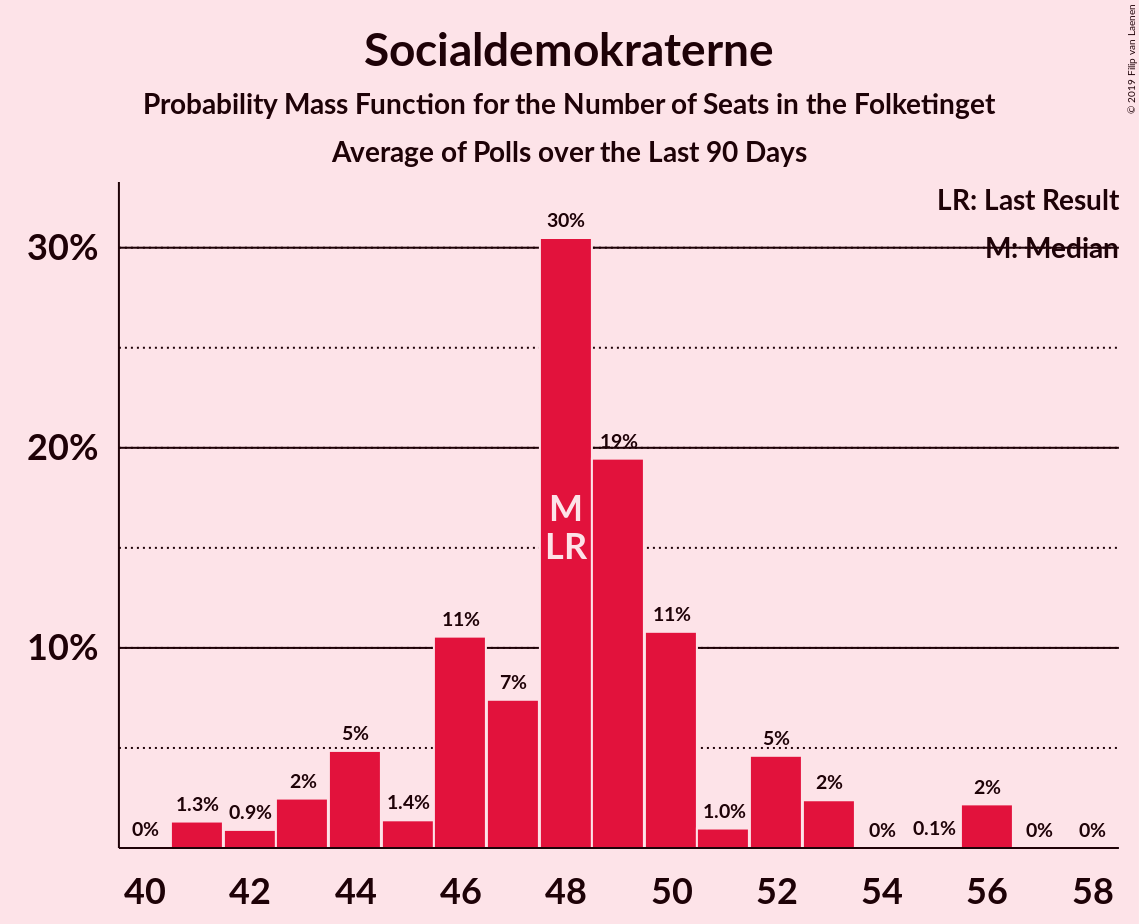 © 2019 Filip van Laenen
Socialdemokraterne
Probability Mass Function for the Number of Seats in the Folketinget
Average of Polls over the Last 90 Days
LR: Last Result
M: Median
30%
20%
10%
0%
1.3%
0.9%
2%
5%
1.4%
11%
7%
30%
19%
11%
1.0%
5%
2%
0%
0.1%
2%
0%
0%
M
LR
40 42 44 46 48 50 52 54 56 58